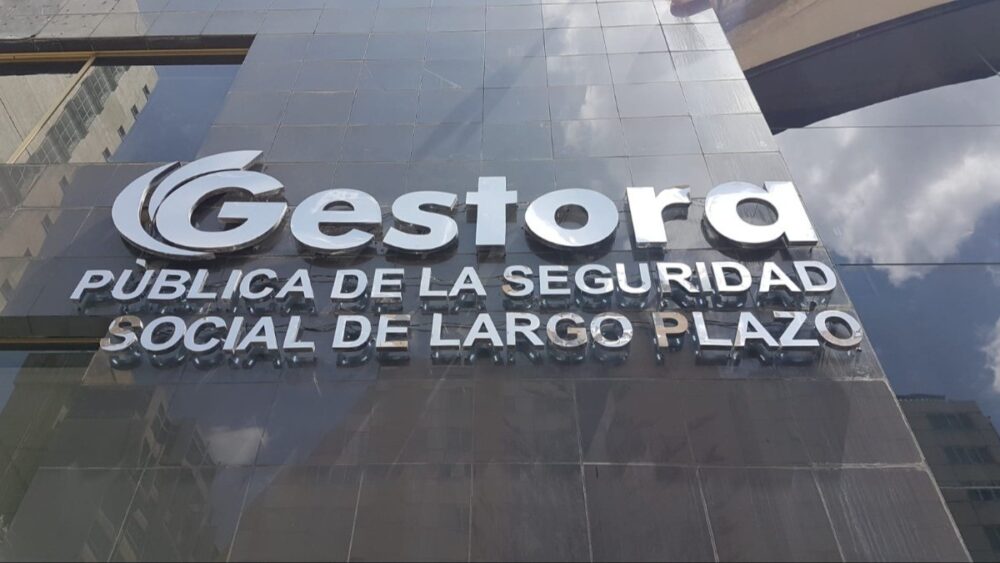 Gestora
PÚBLICA DE LA SEGURIDAD
SOCIAL DE LARGO PLAZO